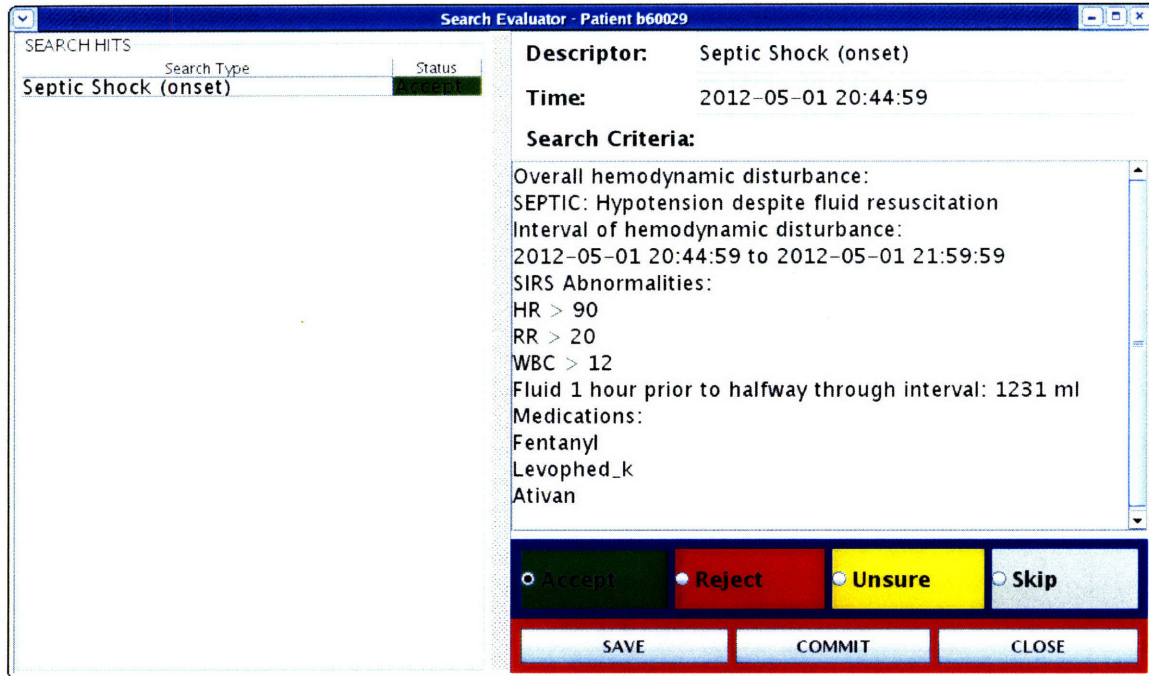 Search Evaluator - Patient b60029
SEARCH HITS
Search Type Status
Septic Shock (onset) Accept
Descriptor: Septic Shock (onset)
Time: 2012-05-01 20:44:59
Search Criteria:
Overall hemodynamic disturbance:
SEPTIC: Hypotension despite fluid resuscitation
Interval of hemodynamic disturbance:
2012-05-01 20:44:59 to 2012-05-01 21:59:59
SIRS Abnormalities:
HR > 90
RR > 20
WBC > 12
Fluid 1 hour prior to halfway through interval: 1231 ml
Medications:
Fentanyl
Levophed_k
Ativan
Accept Reject Unsure Skip
SAVE COMMIT CLOSE